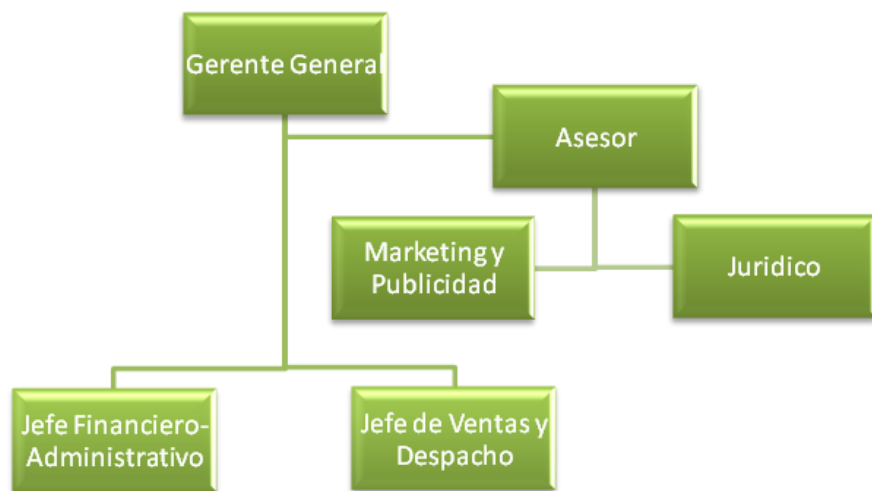 Gerente General
Asesor
Marketing y
Publicidad
Juridico
Jefe Financiero-
Administrativo
Jefe de Ventas y
Despacho